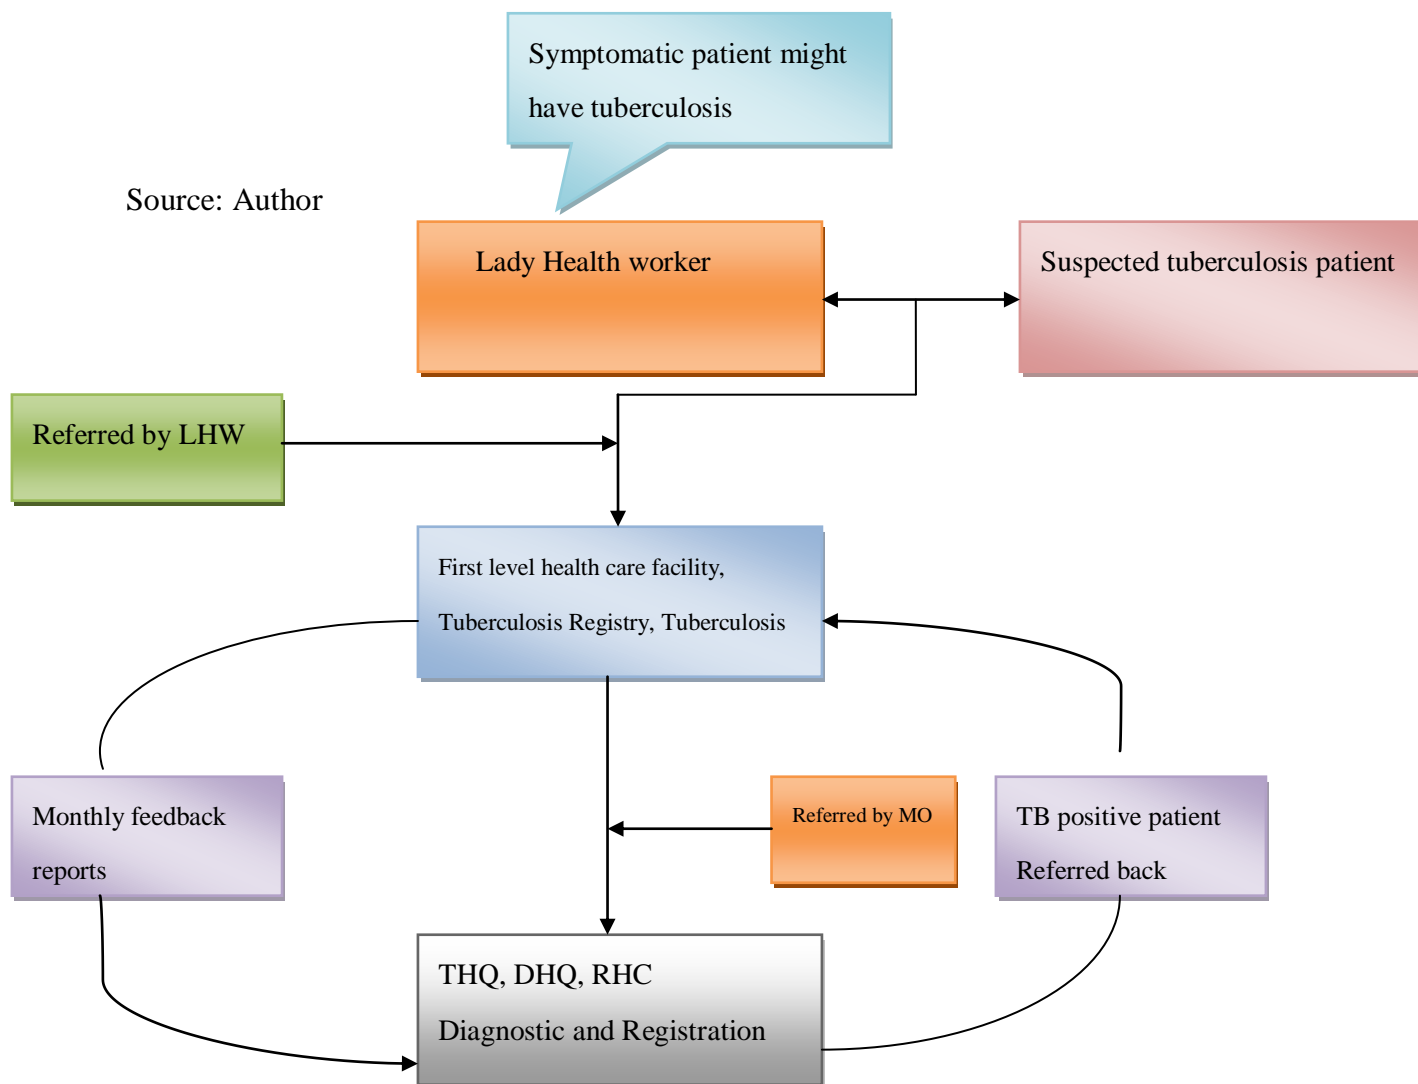 Symptomatic patient might
have tuberculosis
Source: Author
Lady Health worker
Suspected tuberculosis patient
Referred by LHW
First level health care facility,
Tuberculosis Registry, Tuberculosis
Monthly feedback
reports
Referred by MO
TB positive patient
Referred back
THQ, DHQ, RHC
Diagnostic and Registration